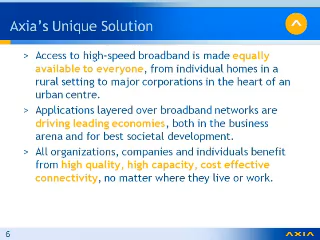 Axia's Unique Solution
> Access to high-speed broadband is made equally
available to everyone, from individual homes in a
rural setting to major corporations in the heart of an
urban centre.
> Applications layered over broadband networks are
driving leading economies, both in the business
arena and for best societal development.
> All organizations, companies and individuals benefit
from high quality, high capacity, cost effective
connectivity, no matter where they live or work.
6
AXIA